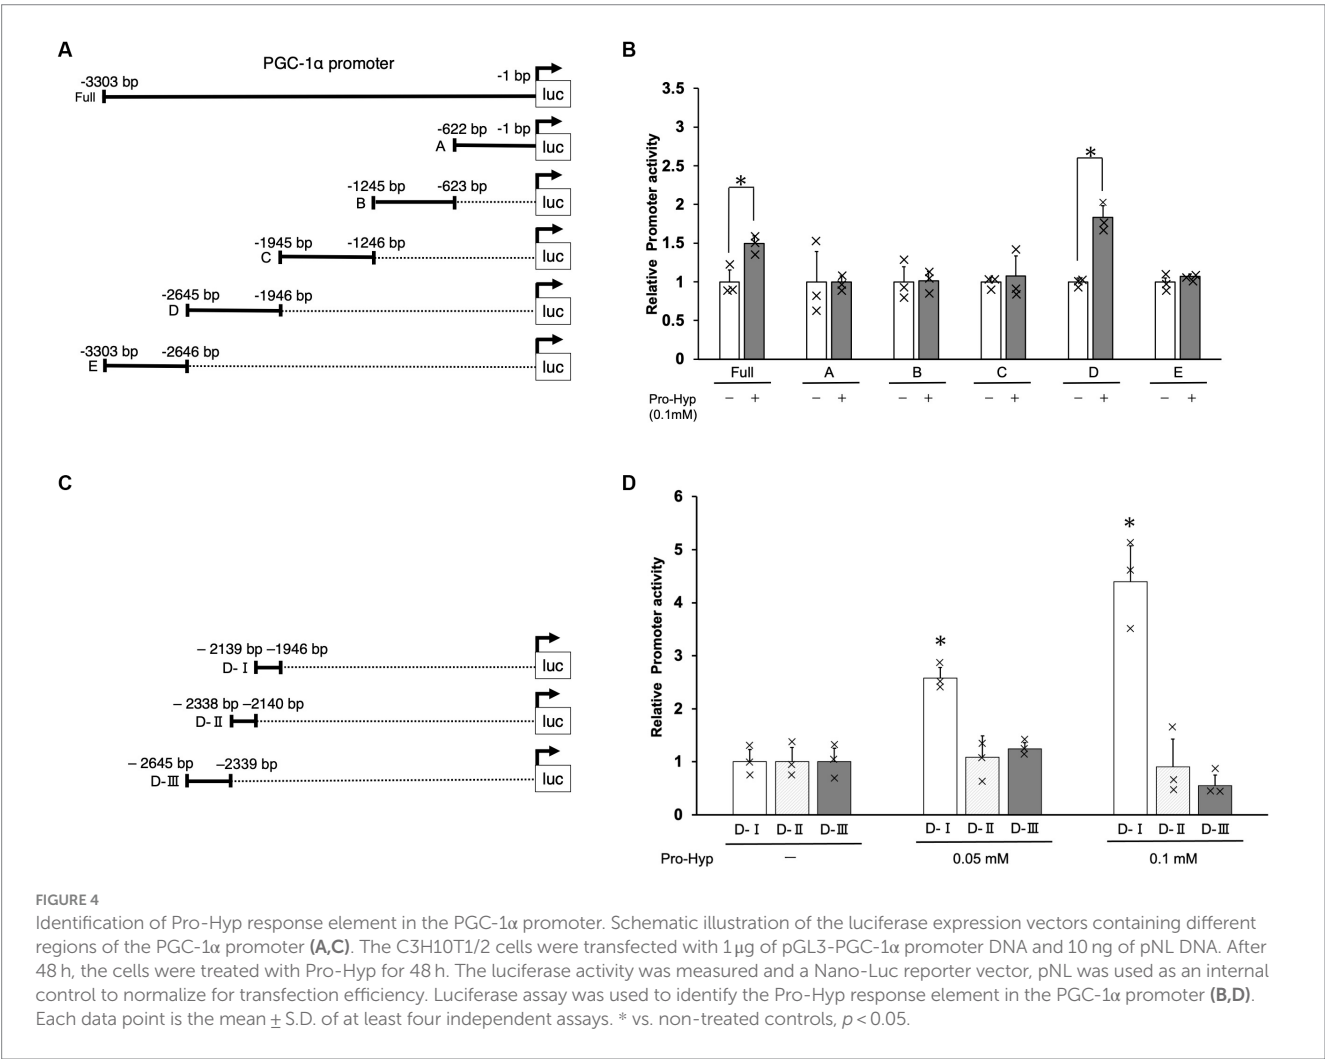 A
PGC-1α promoter
-3303 bp
-1 bp
Full
luc
-622 bp -1 bp
A
luc
-1245 bp -623 bp
B
luc
-1945 bp -1246 bp
C
luc
-2645 bp -1946 bp
D
luc
-3303 bp -2646 bp
E
luc
B
Relative Promoter activity
3.5
3
2.5
2
1.5
1
0.5
0
* *
Full A B C D E
Pro-Hyp
(0.1mM)
− + − + − + − + − + − +
C
− 2139 bp −1946 bp
D-Ⅰ
luc
− 2338 bp −2140 bp
D-Ⅱ
luc
− 2645 bp −2339 bp
D-Ⅲ
luc
D
Relative Promoter activity
6
5
4
3
2
1
0
* *
D-Ⅰ D-Ⅱ D-Ⅲ D-Ⅰ D-Ⅱ D-Ⅲ D-Ⅰ D-Ⅱ D-Ⅲ
Pro-Hyp − 0.05 mM 0.1 mM
FIGURE 4
Identification of Pro-Hyp response element in the PGC-1α promoter. Schematic illustration of the luciferase expression vectors containing different
regions of the PGC-1α promoter (A,C). The C3H10T1/2 cells were transfected with 1 μg of pGL3-PGC-1α promoter DNA and 10 ng of pNL DNA. After
48 h, the cells were treated with Pro-Hyp for 48 h. The luciferase activity was measured and a Nano-Luc reporter vector, pNL was used as an internal
control to normalize for transfection efficiency. Luciferase assay was used to identify the Pro-Hyp response element in the PGC-1α promoter (B,D).
Each data point is the mean ± S.D. of at least four independent assays. * vs. non-treated controls, p < 0.05.